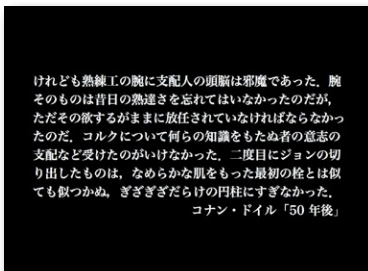 けれども熟練工の腕に支配人の頭脳は邪魔であった．腕
そのものは昔日の熟達さを忘れてはいなかったのだが，
ただその欲するがままに放任されていなければならなかっ
たのだ．コルクについて何らの知識をもたぬ者の意志の
支配など受けたのがいけなかった．二度目にジョンの切
り出したものは，なめらかな肌をもった最初の栓とは似
ても似つかぬ，ぎざぎざだらけの円柱にすぎなかった．
コナン・ドイル「50 年後」